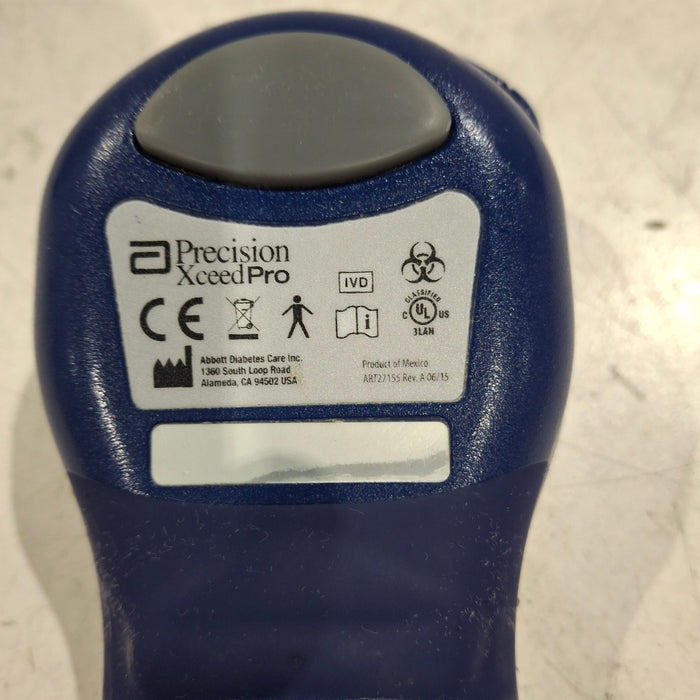 Precision
XceedPro
IVD
CE
i
CLASSIFIED
C UL US
3LAN
Abbott Diabetes Care Inc.
1360 South Loop Road
Alameda, CA 94502 USA
Product of Mexico
ART27155 Rev. A 06/15